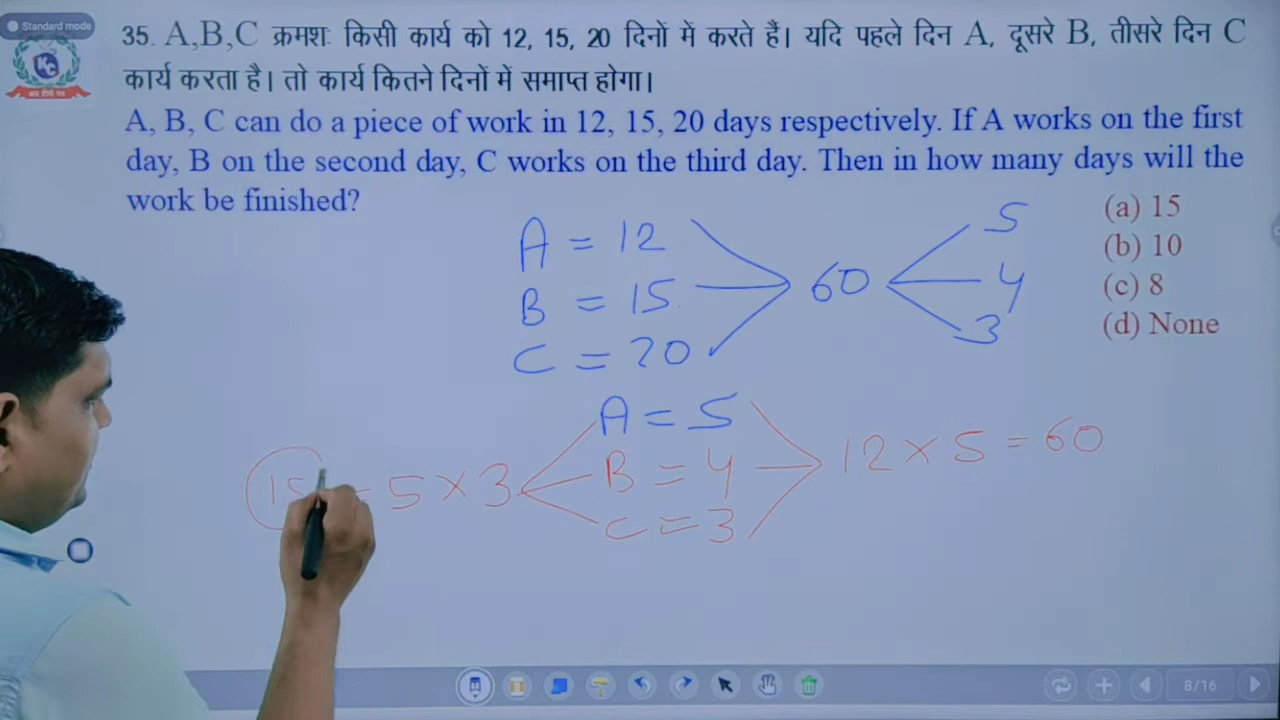 Standard mode
35. A,B,C क्रमशः किसी कार्य को 12, 15, 20 दिनों में करते हैं। यदि पहले दिन A, दूसरे B, तीसरे दिन C
कार्य करता है। तो कार्य कितने दिनों में समाप्त होगा।
A, B, C can do a piece of work in 12, 15, 20 days respectively. If A works on the first
day, B on the second day, C works on the third day. Then in how many days will the
work be finished?
(a) 15
(b) 10
(c) 8
(d) None
A = 12
B = 15
C = 20
60
5
4
3
A = 5
B = 4
C = 3
12 × 5 = 60
15 = 5 × 3
KC
8/16